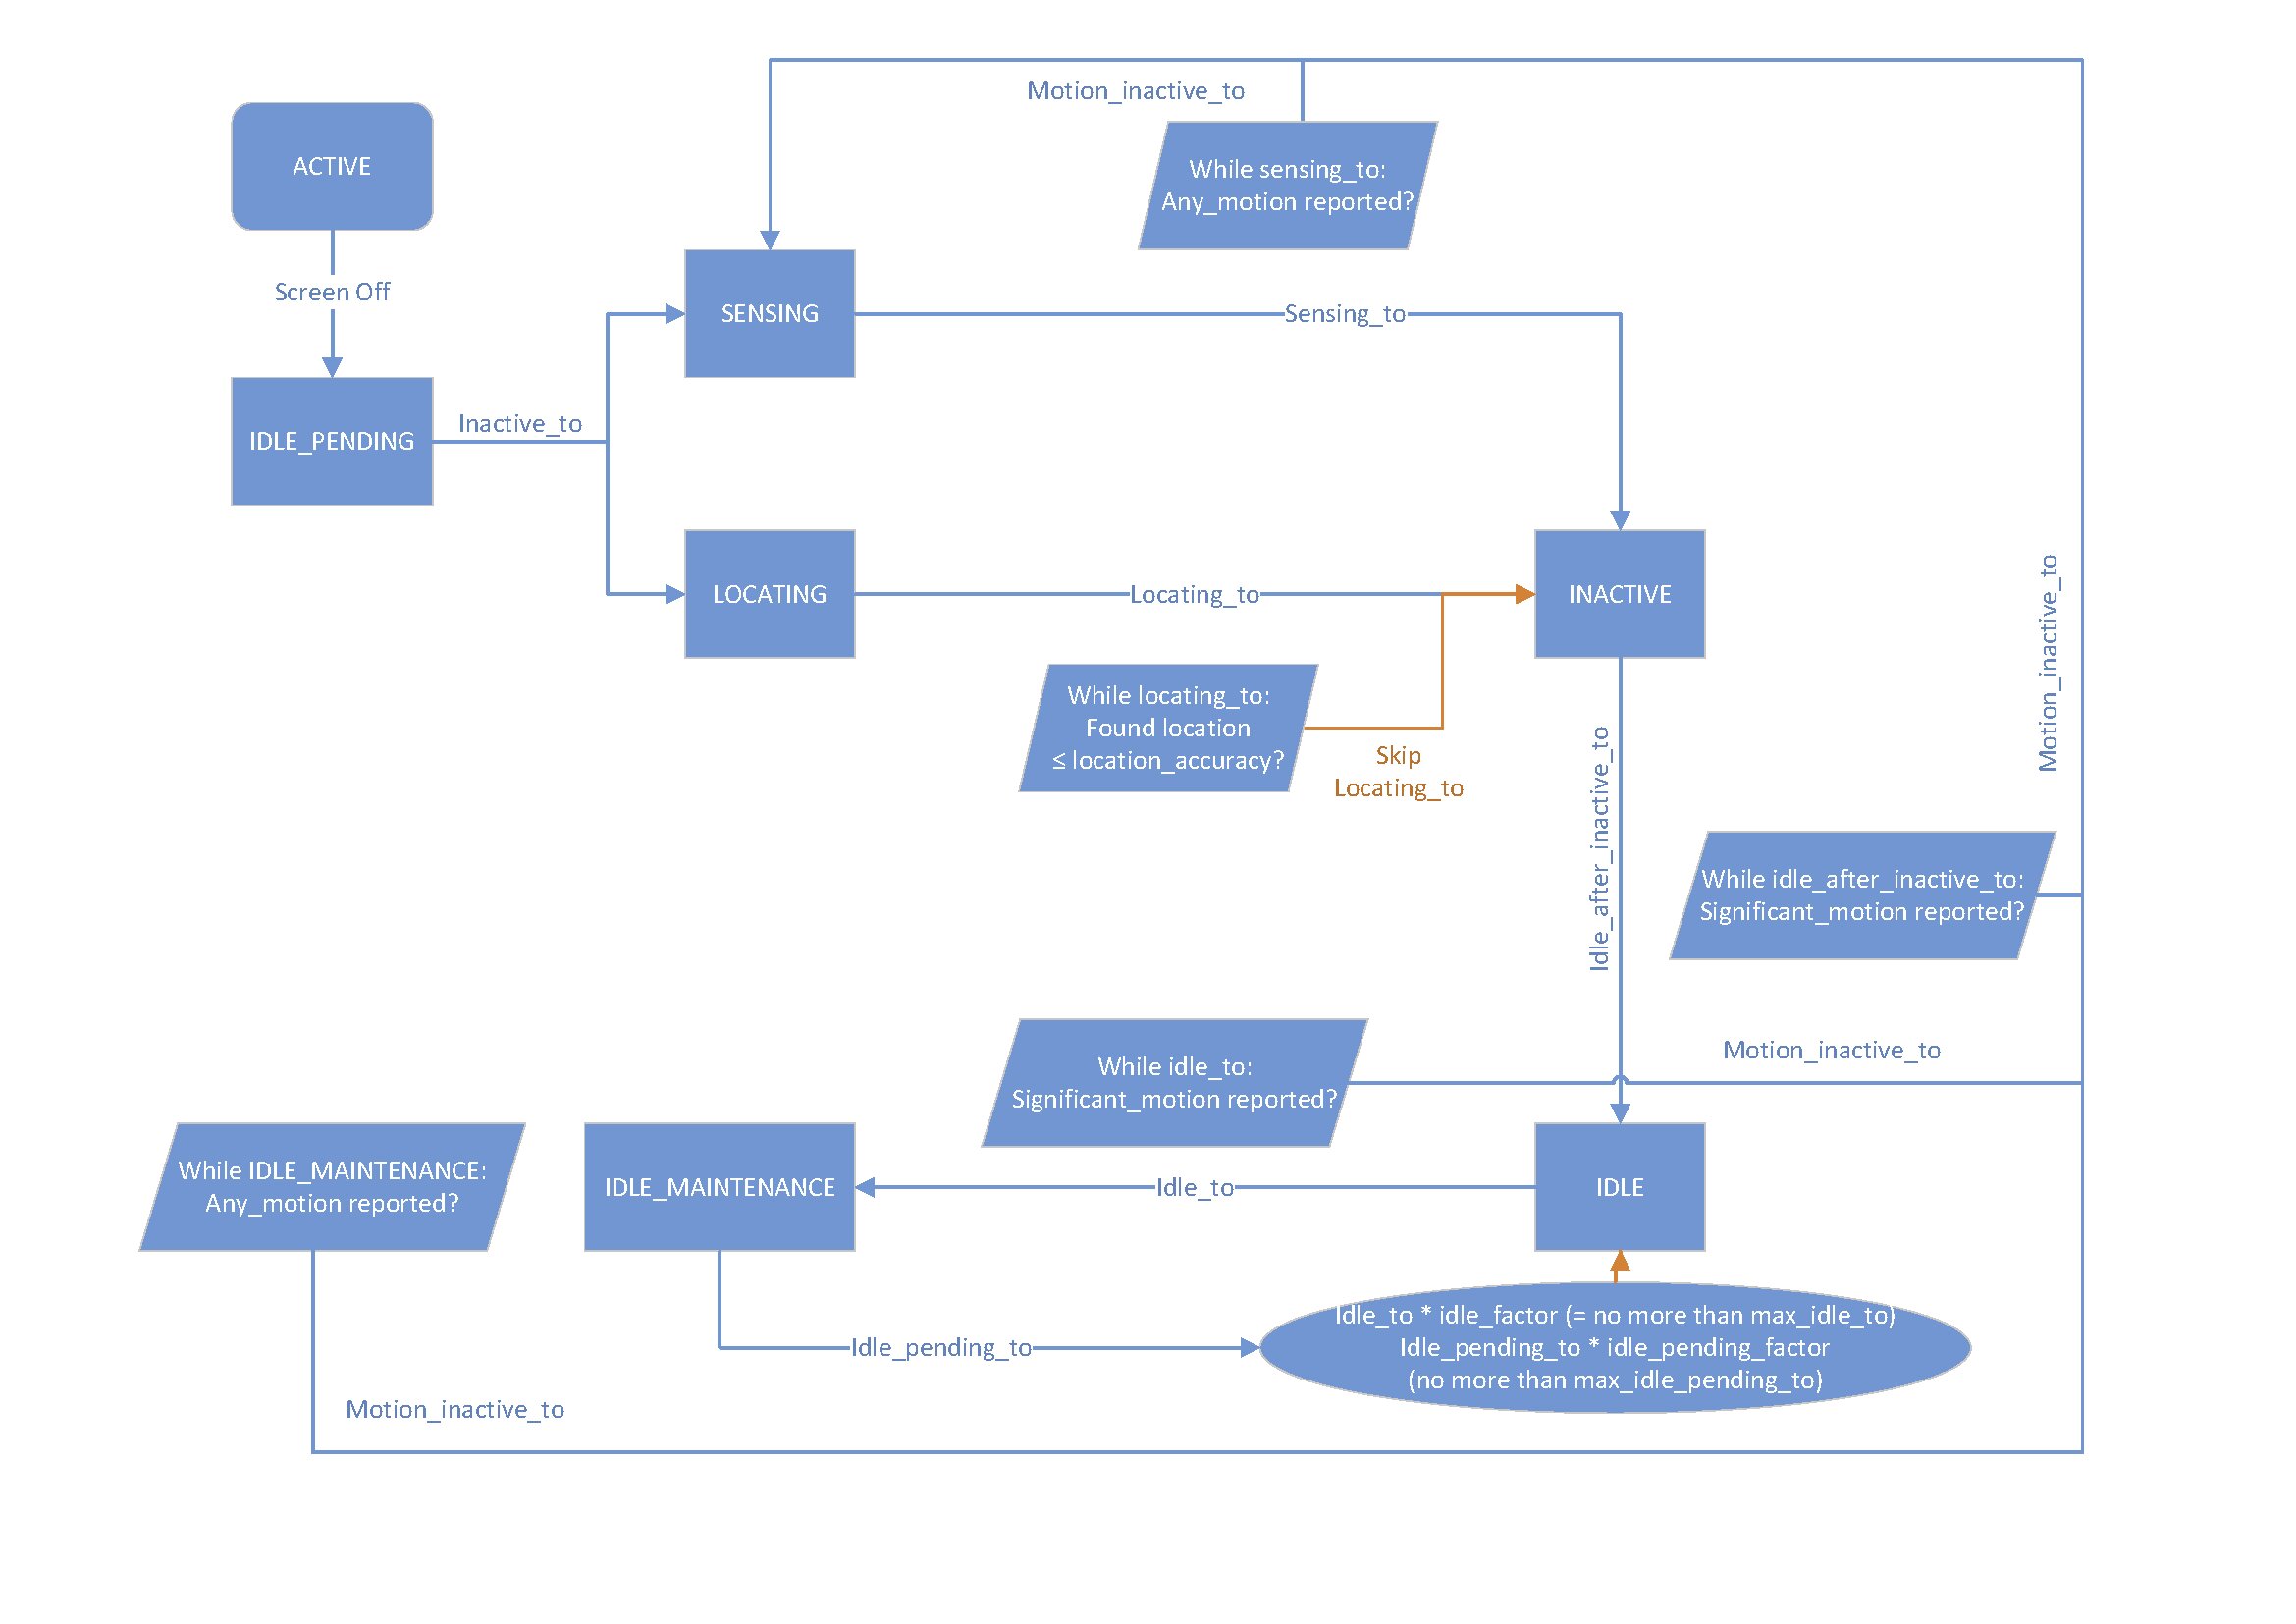 Motion_inactive_to
ACTIVE
While sensing_to:
Any_motion reported?
Screen Off
SENSING
Sensing_to
Inactive_to
IDLE_PENDING
LOCATING
Locating_to
INACTIVE
Motion_inactive_to
While locating_to:
Found location
≤ location_accuracy?
Skip
Locating_to
Idle_after_inactive_to
While idle_after_inactive_to:
Significant_motion reported?
Motion_inactive_to
While idle_to:
Significant_motion reported?
While IDLE_MAINTENANCE:
Any_motion reported?
IDLE_MAINTENANCE
Idle_to
IDLE
Idle_to * idle_factor (= no more than max_idle_to)
Idle_pending_to * idle_pending_factor
(no more than max_idle_pending_to)
Idle_pending_to
Motion_inactive_to